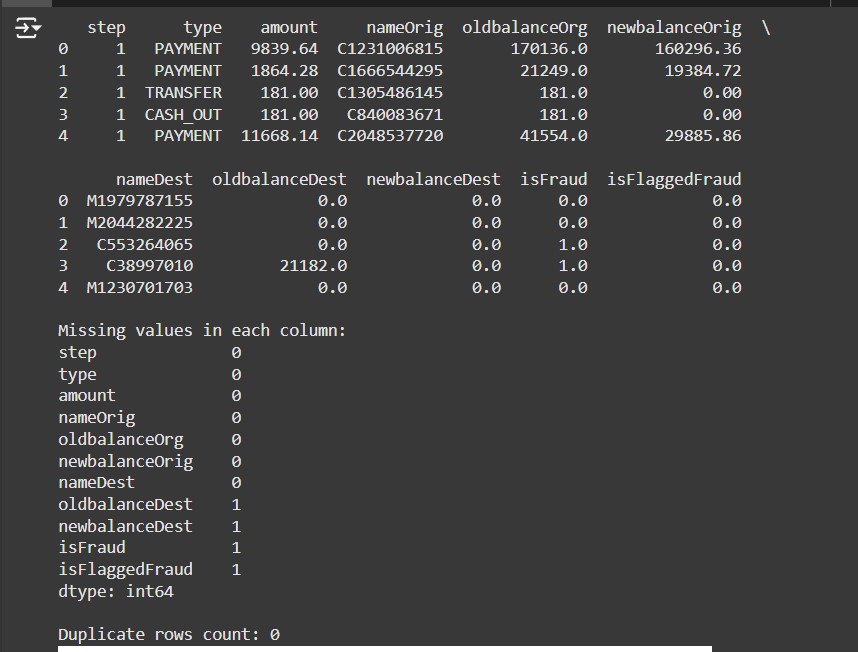 step      type    amount     nameOrig  oldbalanceOrg  newbalanceOrig  \
0     1   PAYMENT   9839.64  C1231006815       170136.0       160296.36
1     1   PAYMENT   1864.28  C1666544295        21249.0        19384.72
2     1  TRANSFER    181.00  C1305486145          181.0            0.00
3     1  CASH_OUT    181.00   C840083671          181.0            0.00
4     1   PAYMENT  11668.14  C2048537720        41554.0        29885.86
      nameDest  oldbalanceDest  newbalanceDest  isFraud  isFlaggedFraud
0  M1979787155             0.0             0.0      0.0             0.0
1  M2044282225             0.0             0.0      0.0             0.0
2   C553264065             0.0             0.0      1.0             0.0
3    C38997010         21182.0             0.0      1.0             0.0
4  M1230701703             0.0             0.0      0.0             0.0
Missing values in each column:
step              0
type              0
amount            0
nameOrig          0
oldbalanceOrg     0
newbalanceOrig    0
nameDest          0
oldbalanceDest    1
newbalanceDest    1
isFraud           1
isFlaggedFraud    1
dtype: int64
Duplicate rows count: 0